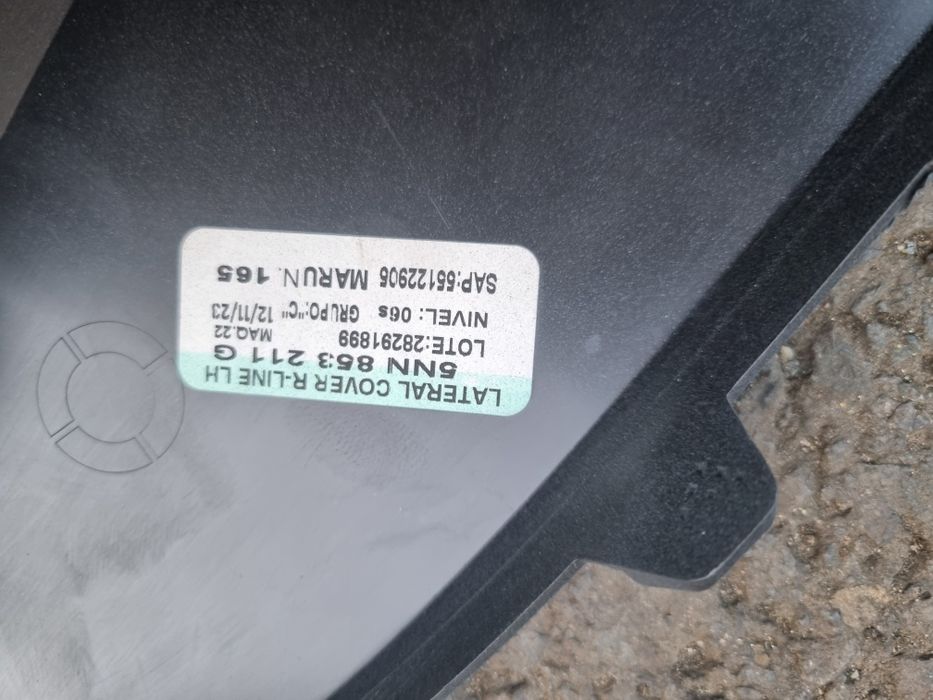 LATERAL COVER R-LINE LH
5NN 853 211 G
LOTE:28291899 MAQ.22
NIVEL: 06s GRUPO:"C" 12/11/23
SAP:55122905 MARUN. 165